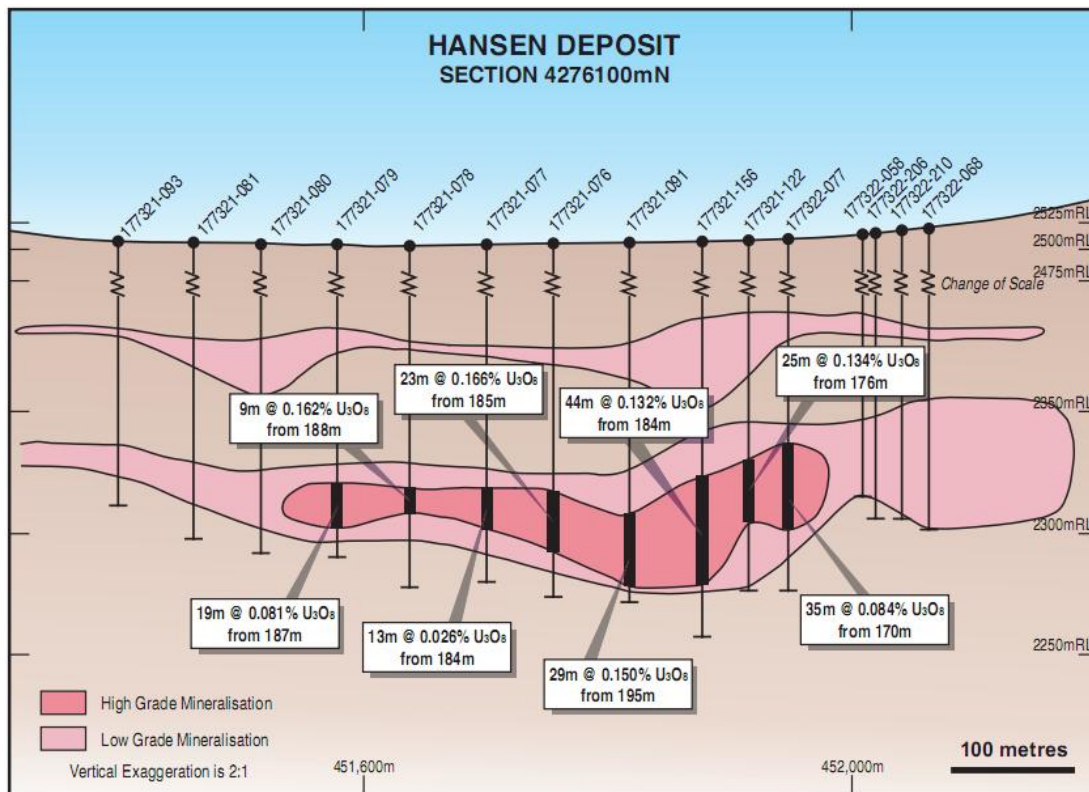 HANSEN DEPOSIT
SECTION 4276100mN
177321-093
177321-081
177321-080
177321-079
177321-078
177321-077
177321-076
177321-091
177321-156
177321-122
177322-077
177322-058
177322-206
177322-210
177322-068
2525mRL
2500mRL
2475mRL
Change of Scale
25m @ 0.134% U₃O₈
from 176m
23m @ 0.166% U₃O₈
from 185m
44m @ 0.132% U₃O₈
from 184m
9m @ 0.162% U₃O₈
from 188m
2350mRL
2300mRL
19m @ 0.081% U₃O₈
from 187m
13m @ 0.026% U₃O₈
from 184m
35m @ 0.084% U₃O₈
from 170m
29m @ 0.150% U₃O₈
from 195m
2250mRL
High Grade Mineralisation
Low Grade Mineralisation
Vertical Exaggeration is 2:1
451,600m
452,000m
100 metres